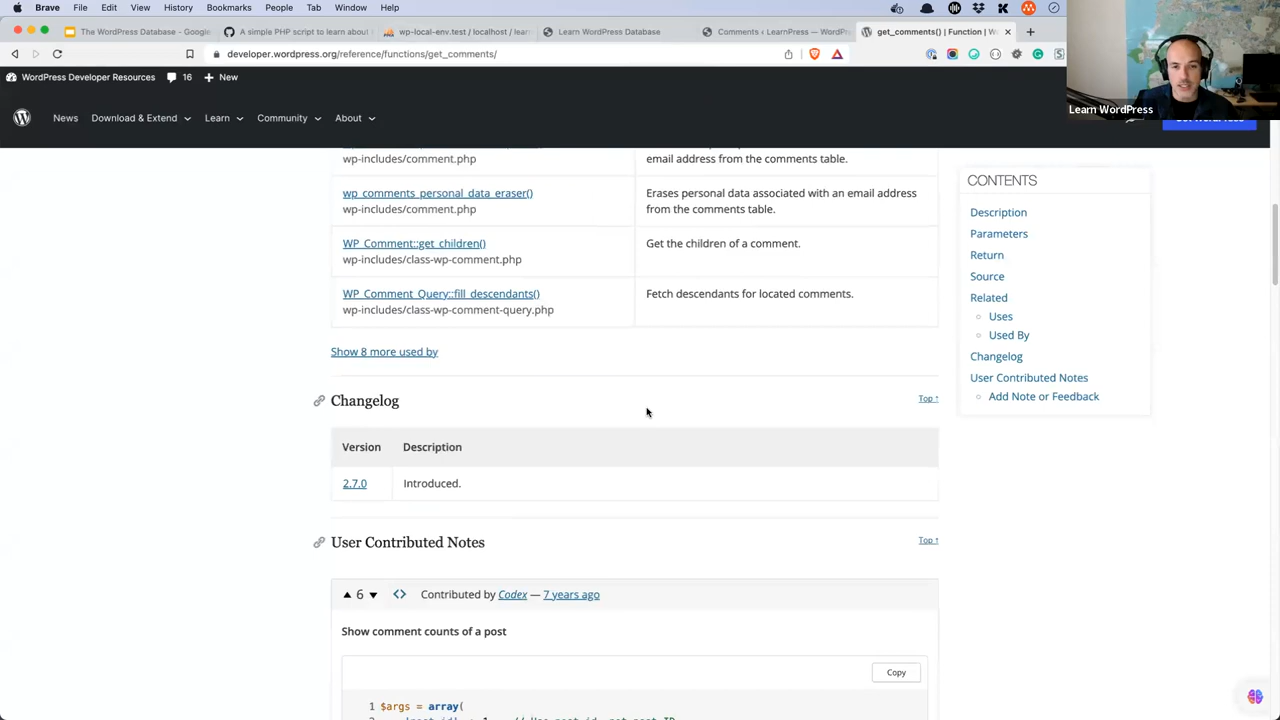 Brave File Edit View History Bookmarks People Tab Window Help
The WordPress Database - Google
A simple PHP script to learn about
wp-local-env.test / localhost / learn
Learn WordPress Database
Comments ‹ LearnPress — WordPr
get_comments() | Function | W
developer.wordpress.org/reference/functions/get_comments/
WordPress Developer Resources 16 New
News Download & Extend Learn Community About
Learn WordPress
wp-includes/comment.php
email address from the comments table.
wp_comments_personal_data_eraser()
wp-includes/comment.php
Erases personal data associated with an email address
from the comments table.
WP_Comment::get_children()
wp-includes/class-wp-comment.php
Get the children of a comment.
WP_Comment_Query::fill_descendants()
wp-includes/class-wp-comment-query.php
Fetch descendants for located comments.
Show 8 more used by
Changelog
Top ↑
Version Description
2.7.0 Introduced.
User Contributed Notes
Top ↑
6 <> Contributed by Codex — 7 years ago
Show comment counts of a post
Copy
1 $args = array(
CONTENTS
Description
Parameters
Return
Source
Related
Uses
Used By
Changelog
User Contributed Notes
Add Note or Feedback